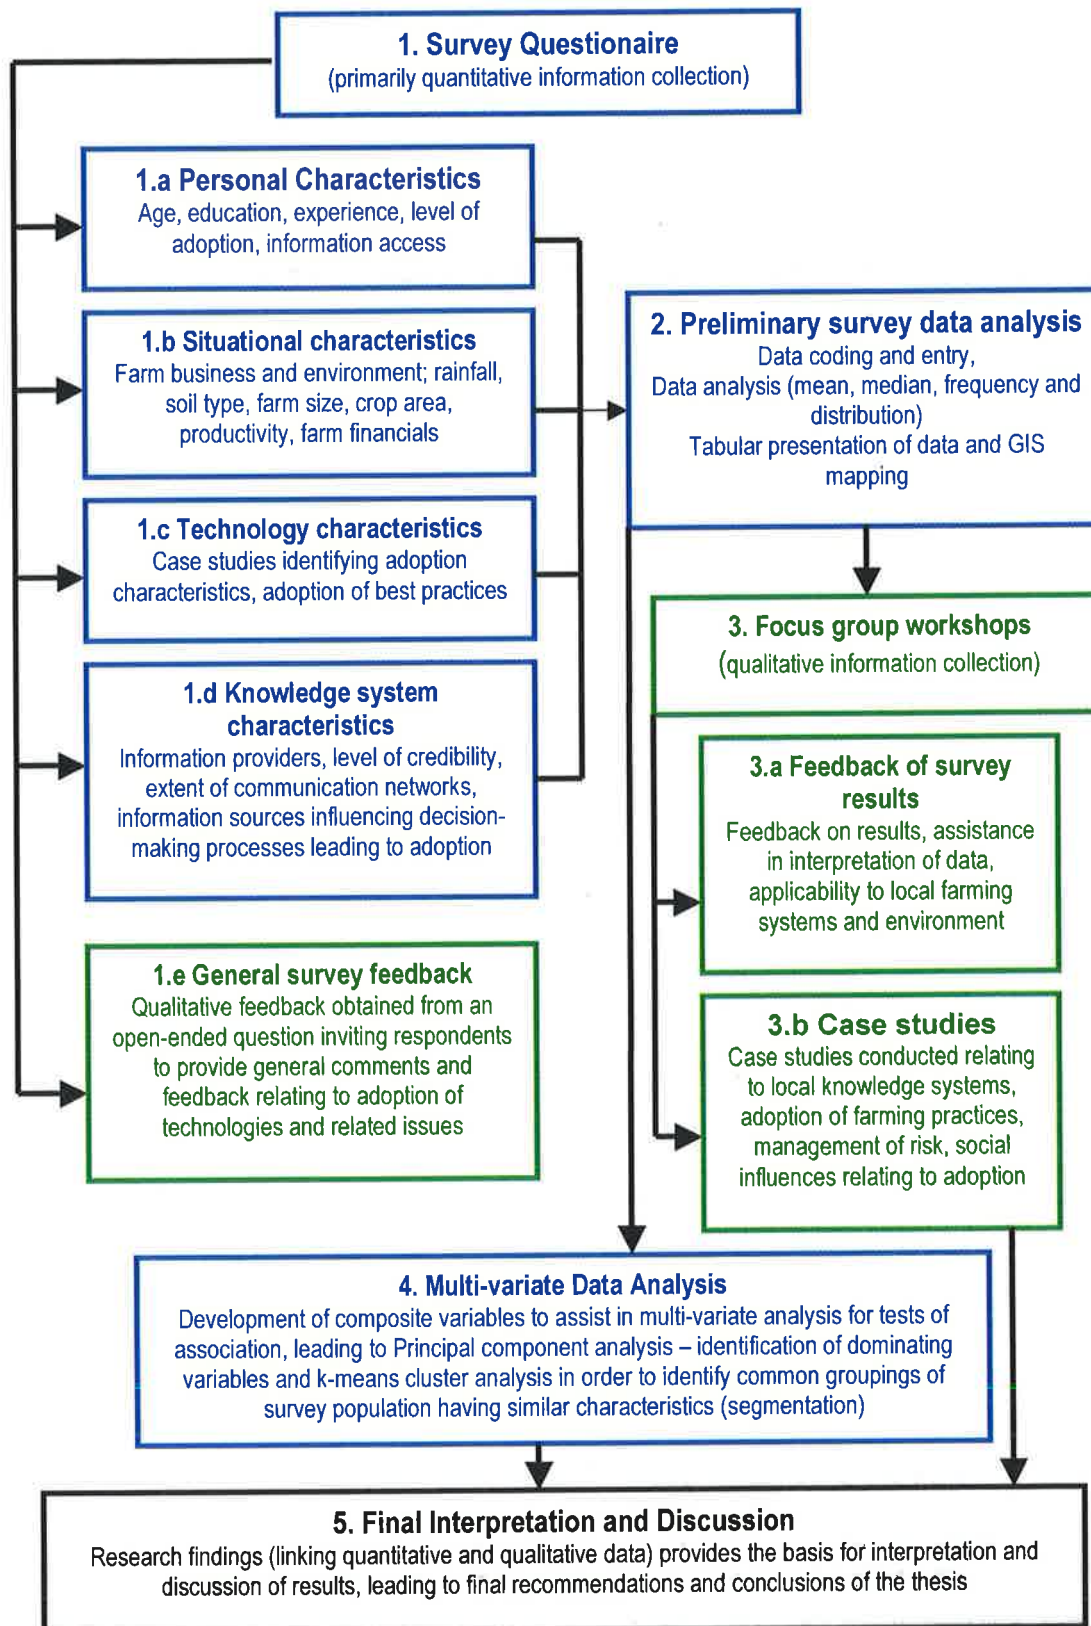 1. Survey Questionaire
(primarily quantitative information collection)
1.a Personal Characteristics
Age, education, experience, level of
adoption, information access
1.b Situational characteristics
Farm business and environment; rainfall,
soil type, farm size, crop area,
productivity, farm financials
1.c Technology characteristics
Case studies identifying adoption
characteristics, adoption of best practices
1.d Knowledge system
characteristics
Information providers, level of credibility,
extent of communication networks,
information sources influencing decision-
making processes leading to adoption
1.e General survey feedback
Qualitative feedback obtained from an
open-ended question inviting respondents
to provide general comments and
feedback relating to adoption of
technologies and related issues
2. Preliminary survey data analysis
Data coding and entry,
Data analysis (mean, median, frequency and
distribution)
Tabular presentation of data and GIS
mapping
3. Focus group workshops
(qualitative information collection)
3.a Feedback of survey
results
Feedback on results, assistance
in interpretation of data,
applicability to local farming
systems and environment
3.b Case studies
Case studies conducted relating
to local knowledge systems,
adoption of farming practices,
management of risk, social
influences relating to adoption
4. Multi-variate Data Analysis
Development of composite variables to assist in multi-variate analysis for tests of
association, leading to Principal component analysis – identification of dominating
variables and k-means cluster analysis in order to identify common groupings of
survey population having similar characteristics (segmentation)
5. Final Interpretation and Discussion
Research findings (linking quantitative and qualitative data) provides the basis for interpretation and
discussion of results, leading to final recommendations and conclusions of the thesis